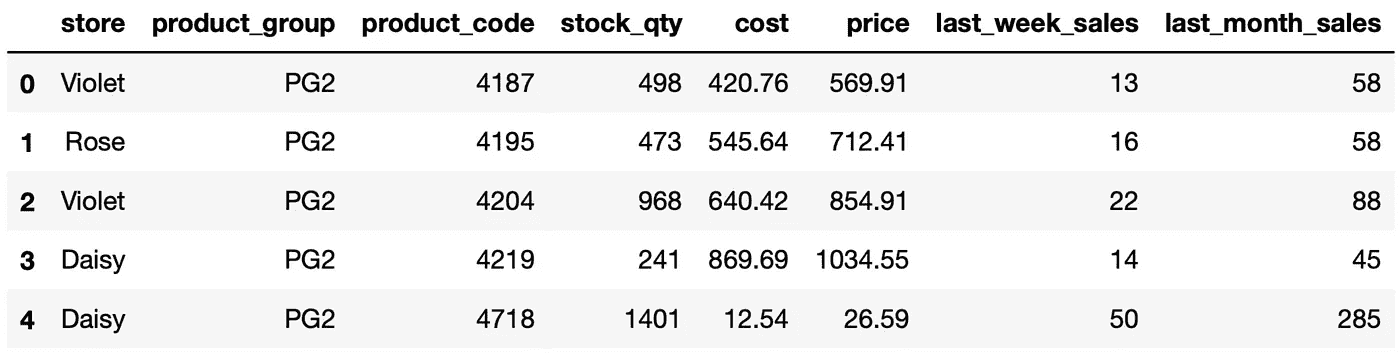 store product_group product_code stock_qty cost price last_week_sales last_month_sales
0 Violet PG2 4187 498 420.76 569.91 13 58
1 Rose PG2 4195 473 545.64 712.41 16 58
2 Violet PG2 4204 968 640.42 854.91 22 88
3 Daisy PG2 4219 241 869.69 1034.55 14 45
4 Daisy PG2 4718 1401 12.54 26.59 50 285